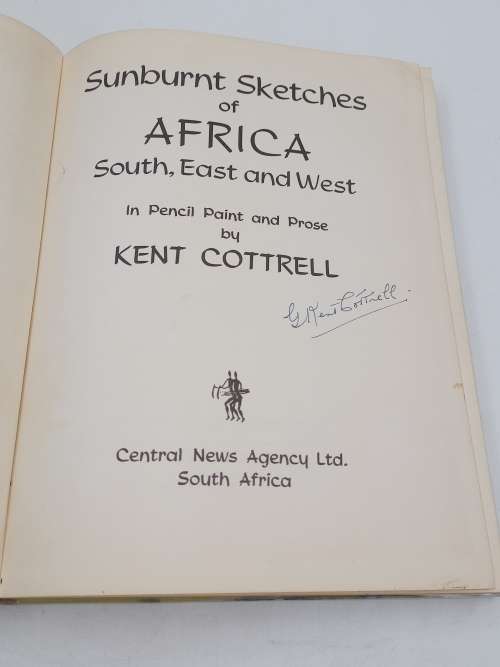 Sunburnt Sketches
of
AFRICA
South, East and West
In Pencil Paint and Prose
by
KENT COTTRELL
G Kent Cottrell.
Central News Agency Ltd.
South Africa